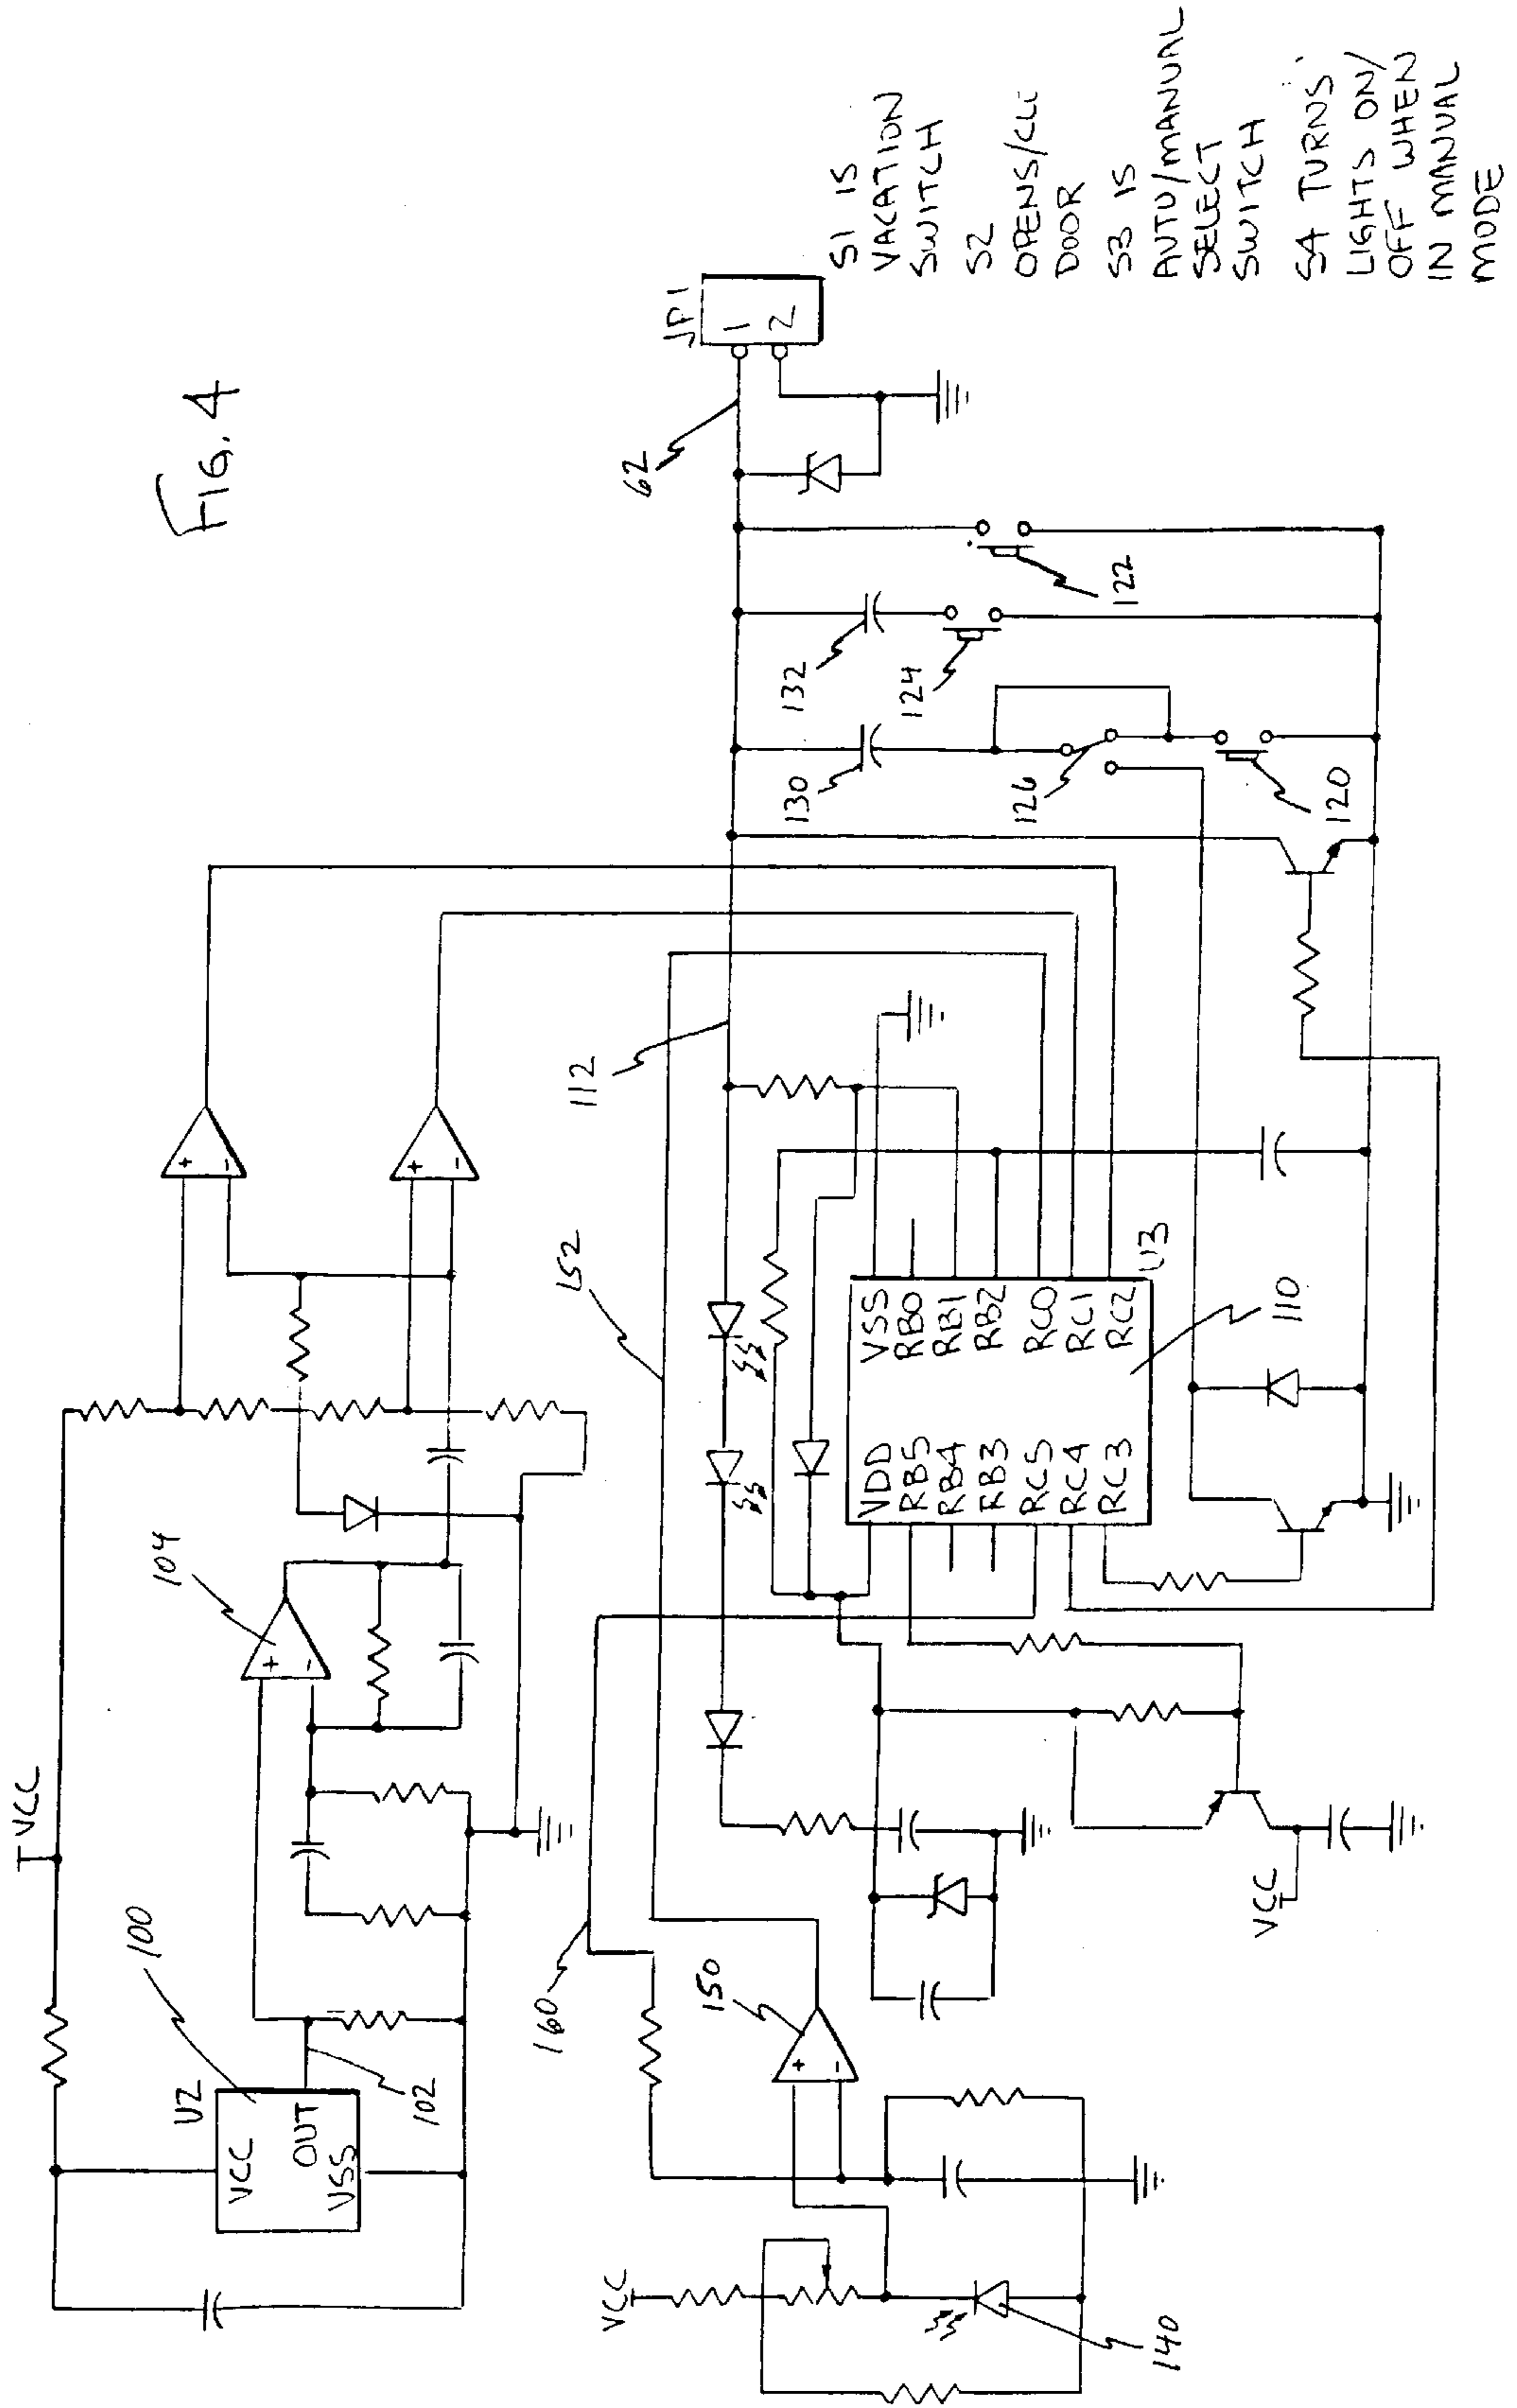 FIG. 4
VCC
U2
100
VCC
OUT
VSS
102
104
+
-
+
-
+
-
JP1
1
2
62
160
152
112
150
+
-
VCC
140
VCC
VDD
RB5
RB4
RB3
RC5
RC4
RC3
VSS
RB0
RB1
RB2
RC0
RC1
RC2
U3
110
130
132
124
122
126
120
S1 IS
VACATION
SWITCH
S2
OPENS/CL
DOOR
S3 IS
AUTO/MANUAL
SELECT
SWITCH
S4 TURNS
LIGHTS ON/
OFF WHEN
IN MANUAL
MODE